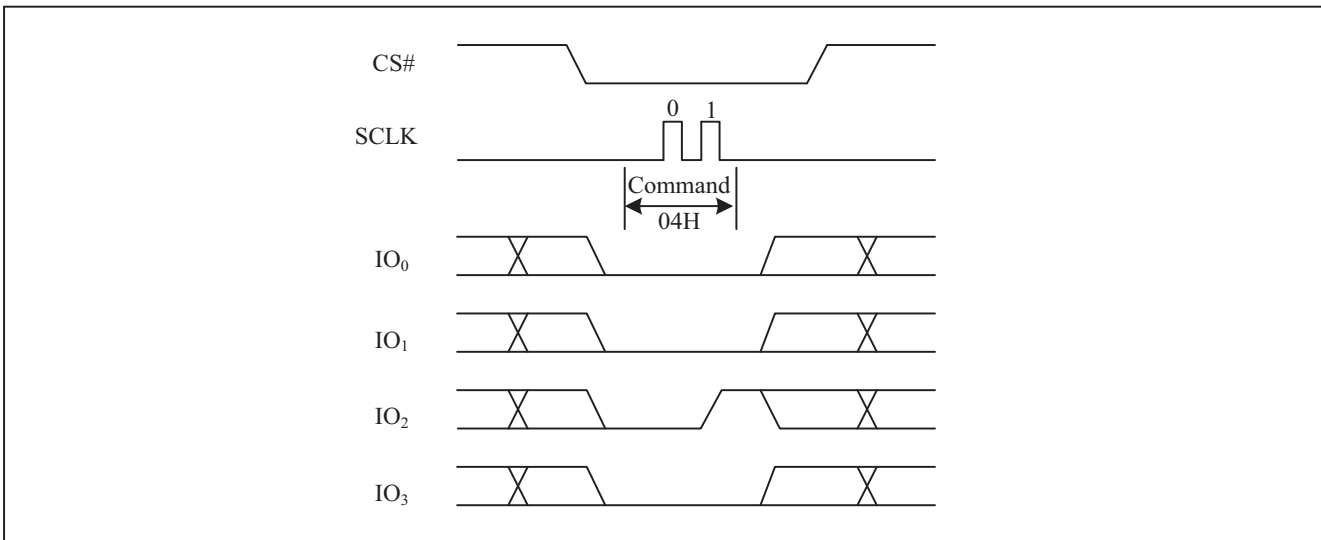 CS#
0 1
SCLK
Command
04H
IO0
IO1
IO2
IO3